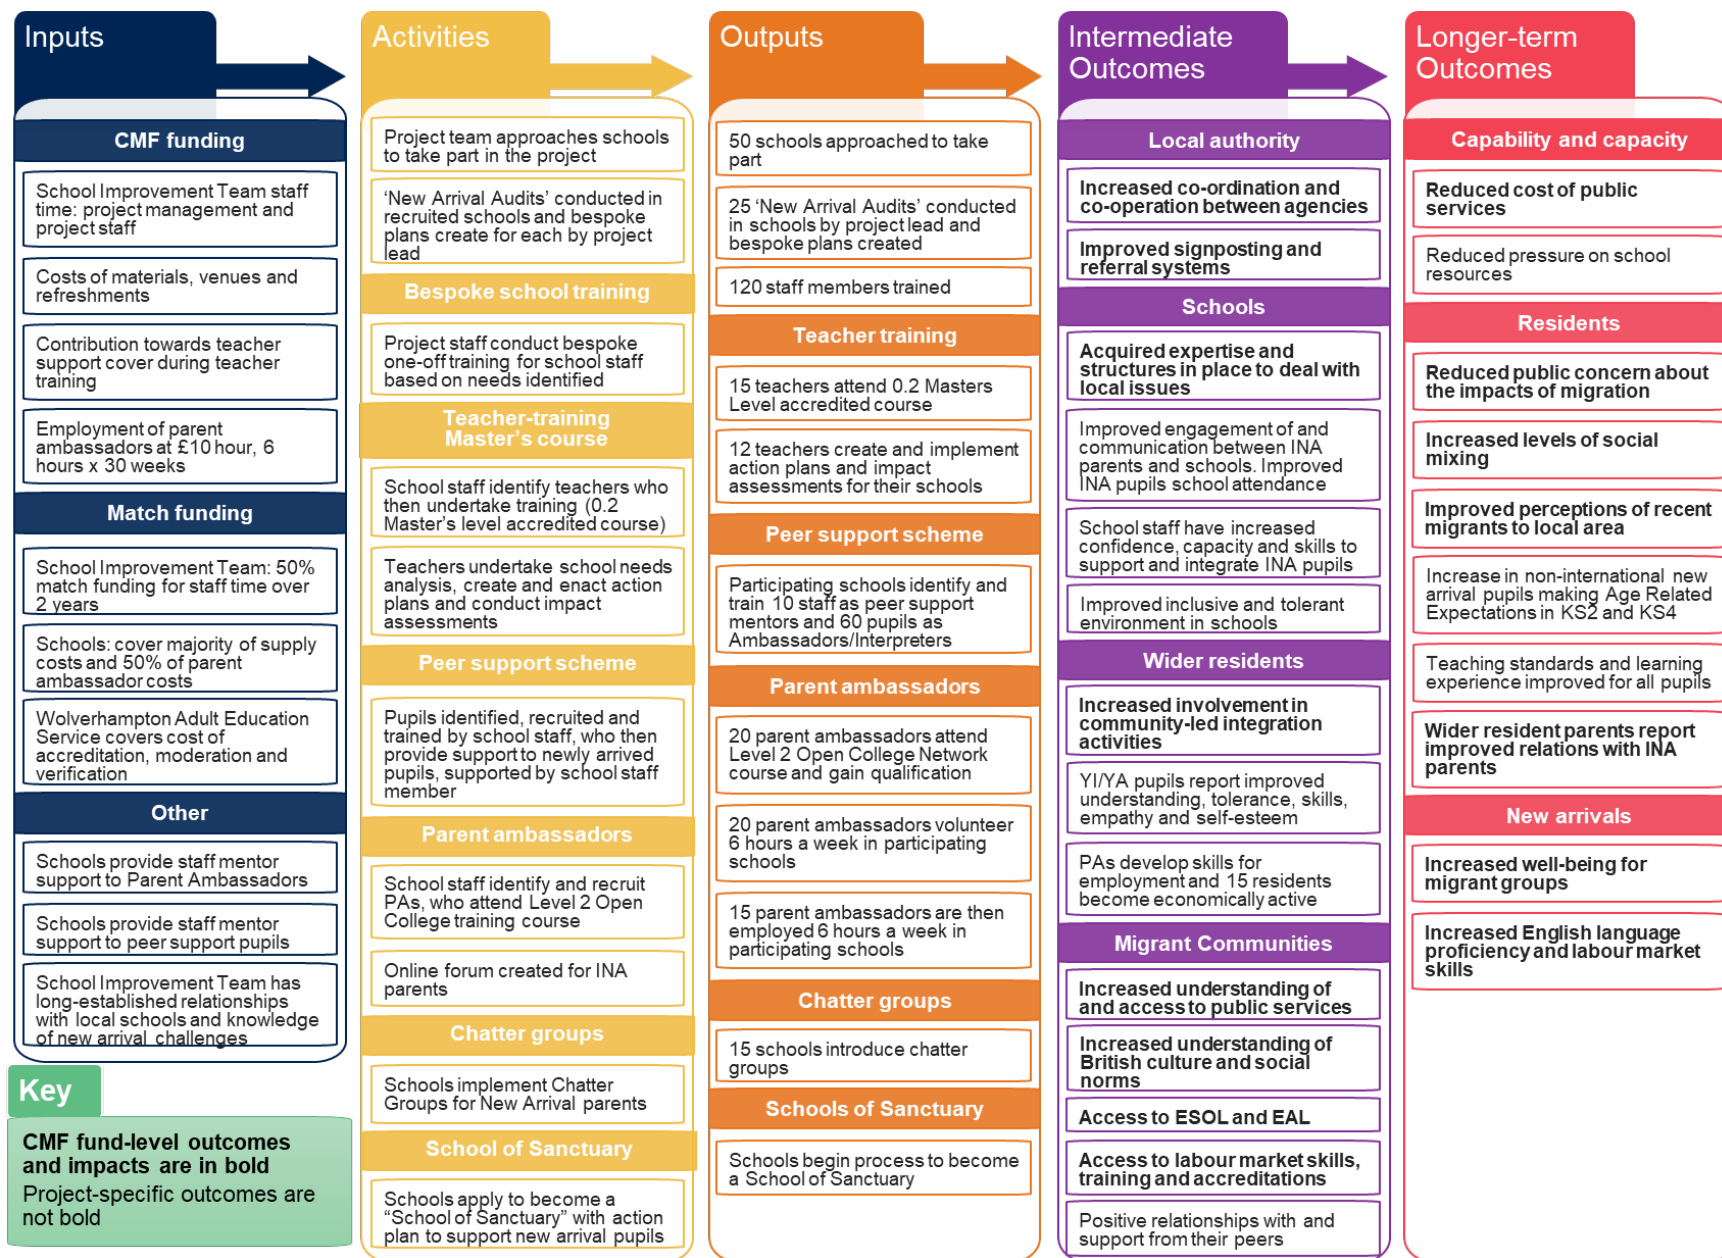 Inputs
CMF funding
School Improvement Team staff
time: project management and
project staff
Costs of materials, venues and
refreshments
Contribution towards teacher
support cover during teacher
training
Employment of parent
ambassadors at £10 hour, 6
hours x 30 weeks
Match funding
School Improvement Team: 50%
match funding for staff time over
2 years
Schools: cover majority of supply
costs and 50% of parent
ambassador costs
Wolverhampton Adult Education
Service covers cost of
accreditation, moderation and
verification
Other
Schools provide staff mentor
support to Parent Ambassadors
Schools provide staff mentor
support to peer support pupils
School Improvement Team has
long-established relationships
with local schools and knowledge
of new arrival challenges
Key
CMF fund-level outcomes
and impacts are in bold
Project-specific outcomes are
not bold
Activities
Project team approaches schools
to take part in the project
‘New Arrival Audits’ conducted in
recruited schools and bespoke
plans create for each by project
lead
Bespoke school training
Project staff conduct bespoke
one-off training for school staff
based on needs identified
Teacher-training
Master's course
School staff identify teachers who
then undertake training (0.2
Master's level accredited course)
Teachers undertake school needs
analysis, create and enact action
plans and conduct impact
assessments
Peer support scheme
Pupils identified, recruited and
trained by school staff, who then
provide support to newly arrived
pupils, supported by school staff
member
Parent ambassadors
School staff identify and recruit
PAs, who attend Level 2 Open
College training course
Online forum created for INA
parents
Chatter groups
Schools implement Chatter
Groups for New Arrival parents
School of Sanctuary
Schools apply to become a
“School of Sanctuary” with action
plan to support new arrival pupils
Outputs
50 schools approached to take
part
25 ‘New Arrival Audits’ conducted
in schools by project lead and
bespoke plans created
120 staff members trained
Teacher training
15 teachers attend 0.2 Masters
Level accredited course
12 teachers create and implement
action plans and impact
assessments for their schools
Peer support scheme
Participating schools identify and
train 10 staff as peer support
mentors and 60 pupils as
Ambassadors/Interpreters
Parent ambassadors
20 parent ambassadors attend
Level 2 Open College Network
course and gain qualification
20 parent ambassadors volunteer
6 hours a week in participating
schools
15 parent ambassadors are then
employed 6 hours a week in
participating schools
Chatter groups
15 schools introduce chatter
groups
Schools of Sanctuary
Schools begin process to become
a School of Sanctuary
Intermediate
Outcomes
Local authority
Increased co-ordination and
co-operation between agencies
Improved signposting and
referral systems
Schools
Acquired expertise and
structures in place to deal with
local issues
Improved engagement of and
communication between INA
parents and schools. Improved
INA pupils school attendance
School staff have increased
confidence, capacity and skills to
support and integrate INA pupils
Improved inclusive and tolerant
environment in schools
Wider residents
Increased involvement in
community-led integration
activities
YI/YA pupils report improved
understanding, tolerance, skills,
empathy and self-esteem
PAs develop skills for
employment and 15 residents
become economically active
Migrant Communities
Increased understanding of
and access to public services
Increased understanding of
British culture and social
norms
Access to ESOL and EAL
Access to labour market skills,
training and accreditations
Positive relationships with and
support from their peers
Longer-term
Outcomes
Capability and capacity
Reduced cost of public
services
Reduced pressure on school
resources
Residents
Reduced public concern about
the impacts of migration
Increased levels of social
mixing
Improved perceptions of recent
migrants to local area
Increase in non-international new
arrival pupils making Age Related
Expectations in KS2 and KS4
Teaching standards and learning
experience improved for all pupils
Wider resident parents report
improved relations with INA
parents
New arrivals
Increased well-being for
migrant groups
Increased English language
proficiency and labour market
skills